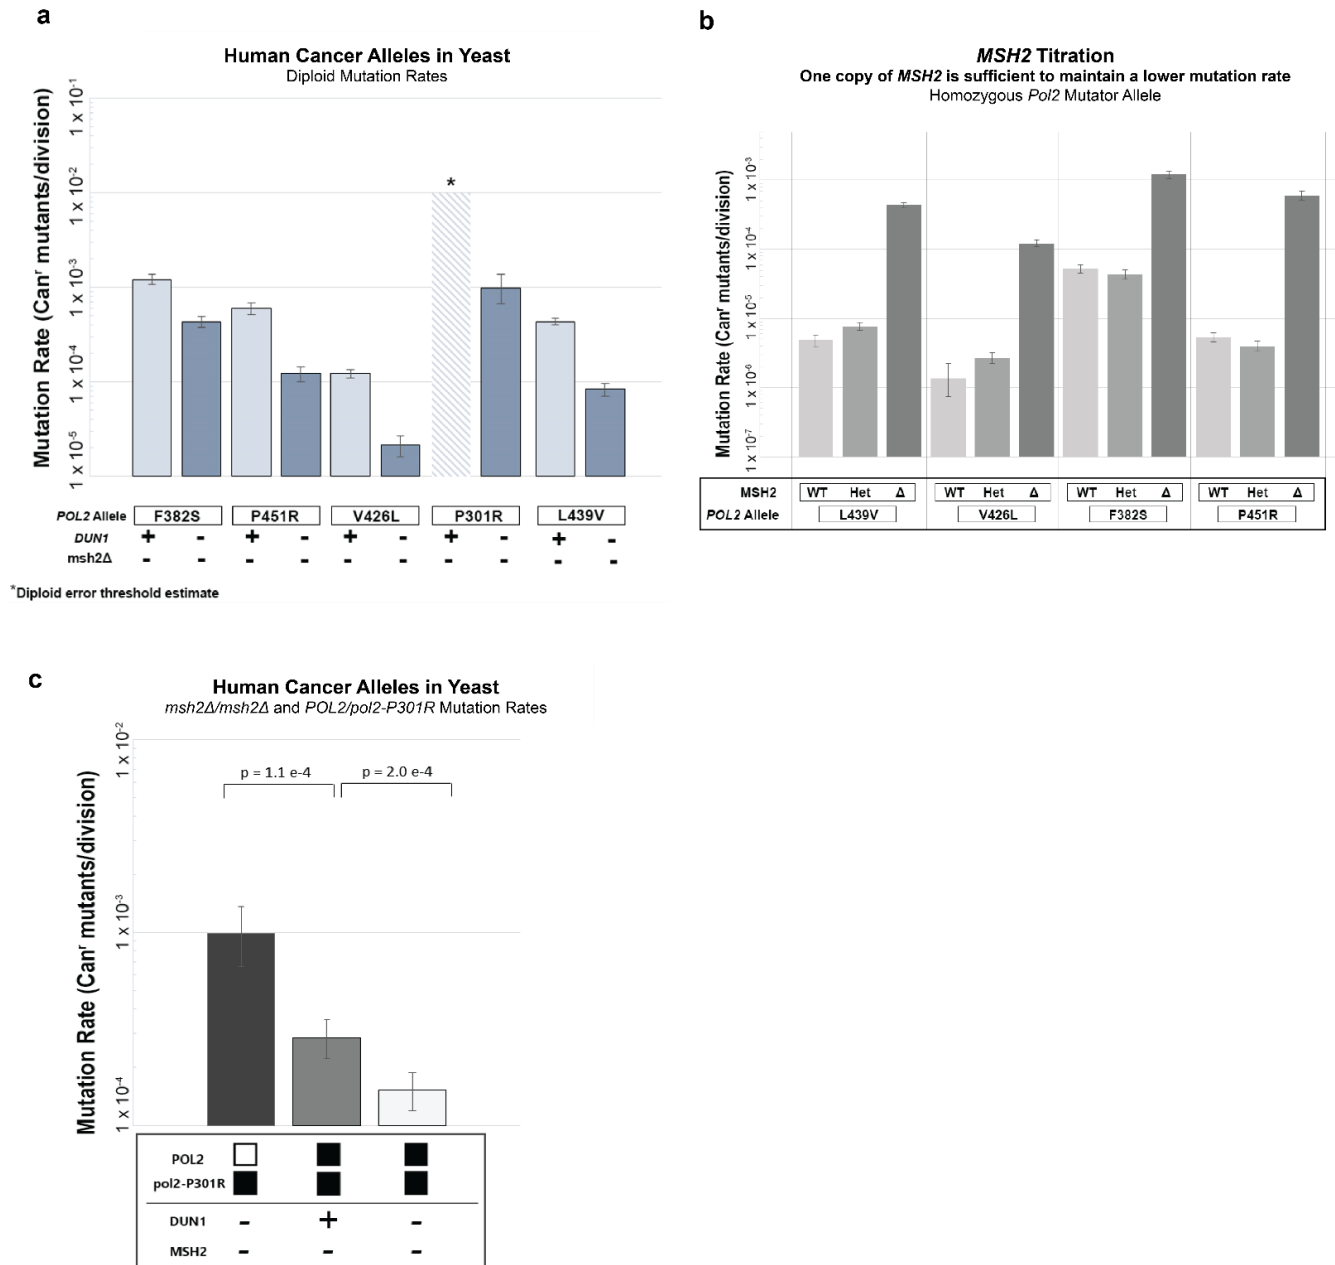 a
Human Cancer Alleles in Yeast
Diploid Mutation Rates
Mutation Rate (Canʳ mutants/division)
1 x 10⁻¹
1 x 10⁻²
1 x 10⁻³
1 x 10⁻⁴
1 x 10⁻⁵
*
POL2 Allele F382S P451R V426L P301R L439V
DUN1 + - + - + - + - + -
msh2Δ - - - - - - - - - -
*Diploid error threshold estimate
b
MSH2 Titration
One copy of MSH2 is sufficient to maintain a lower mutation rate
Homozygous Pol2 Mutator Allele
Mutation Rate (Canʳ mutants/division)
1 x 10⁻³
1 x 10⁻⁴
1 x 10⁻⁵
1 x 10⁻⁶
1 x 10⁻⁷
MSH2 WT Het Δ WT Het Δ WT Het Δ WT Het Δ
POL2 Allele L439V V426L F382S P451R
c
Human Cancer Alleles in Yeast
msh2Δ/msh2Δ and POL2/pol2-P301R Mutation Rates
Mutation Rate (Canʳ mutants/division)
1 x 10⁻²
1 x 10⁻³
1 x 10⁻⁴
p = 1.1 e-4 p = 2.0 e-4
POL2
pol2-P301R
DUN1 - + -
MSH2 - - -